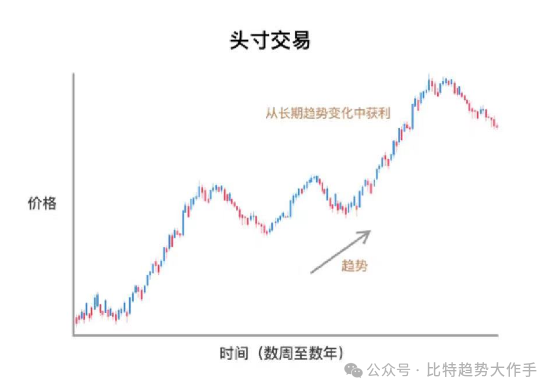 头寸交易
从长期趋势变化中获利
价格
趋势
时间（数周至数年）
公众号 · 比特趋势大作手